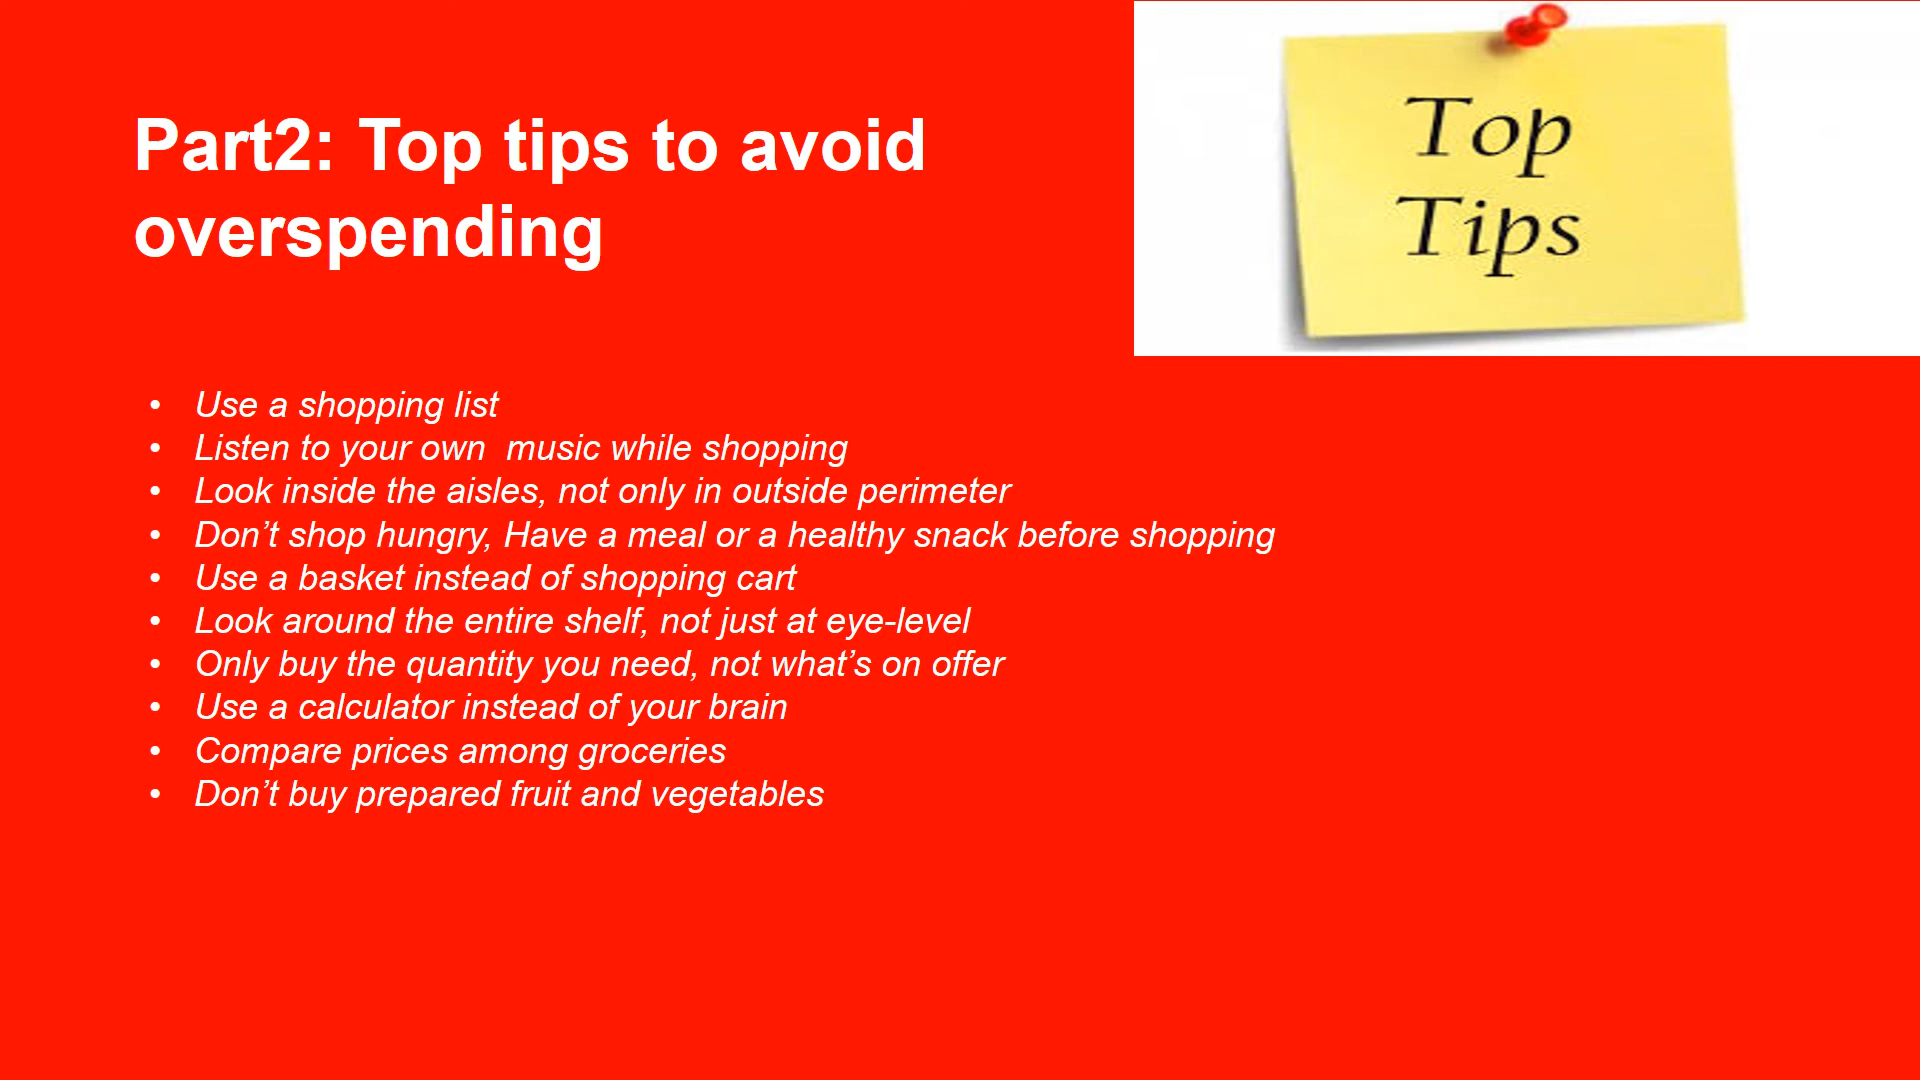 Part2: Top tips to avoid
overspending
Top
Tips
• Use a shopping list
• Listen to your own  music while shopping
• Look inside the aisles, not only in outside perimeter
• Don’t shop hungry, Have a meal or a healthy snack before shopping
• Use a basket instead of shopping cart
• Look around the entire shelf, not just at eye-level
• Only buy the quantity you need, not what’s on offer
• Use a calculator instead of your brain
• Compare prices among groceries
• Don’t buy prepared fruit and vegetables